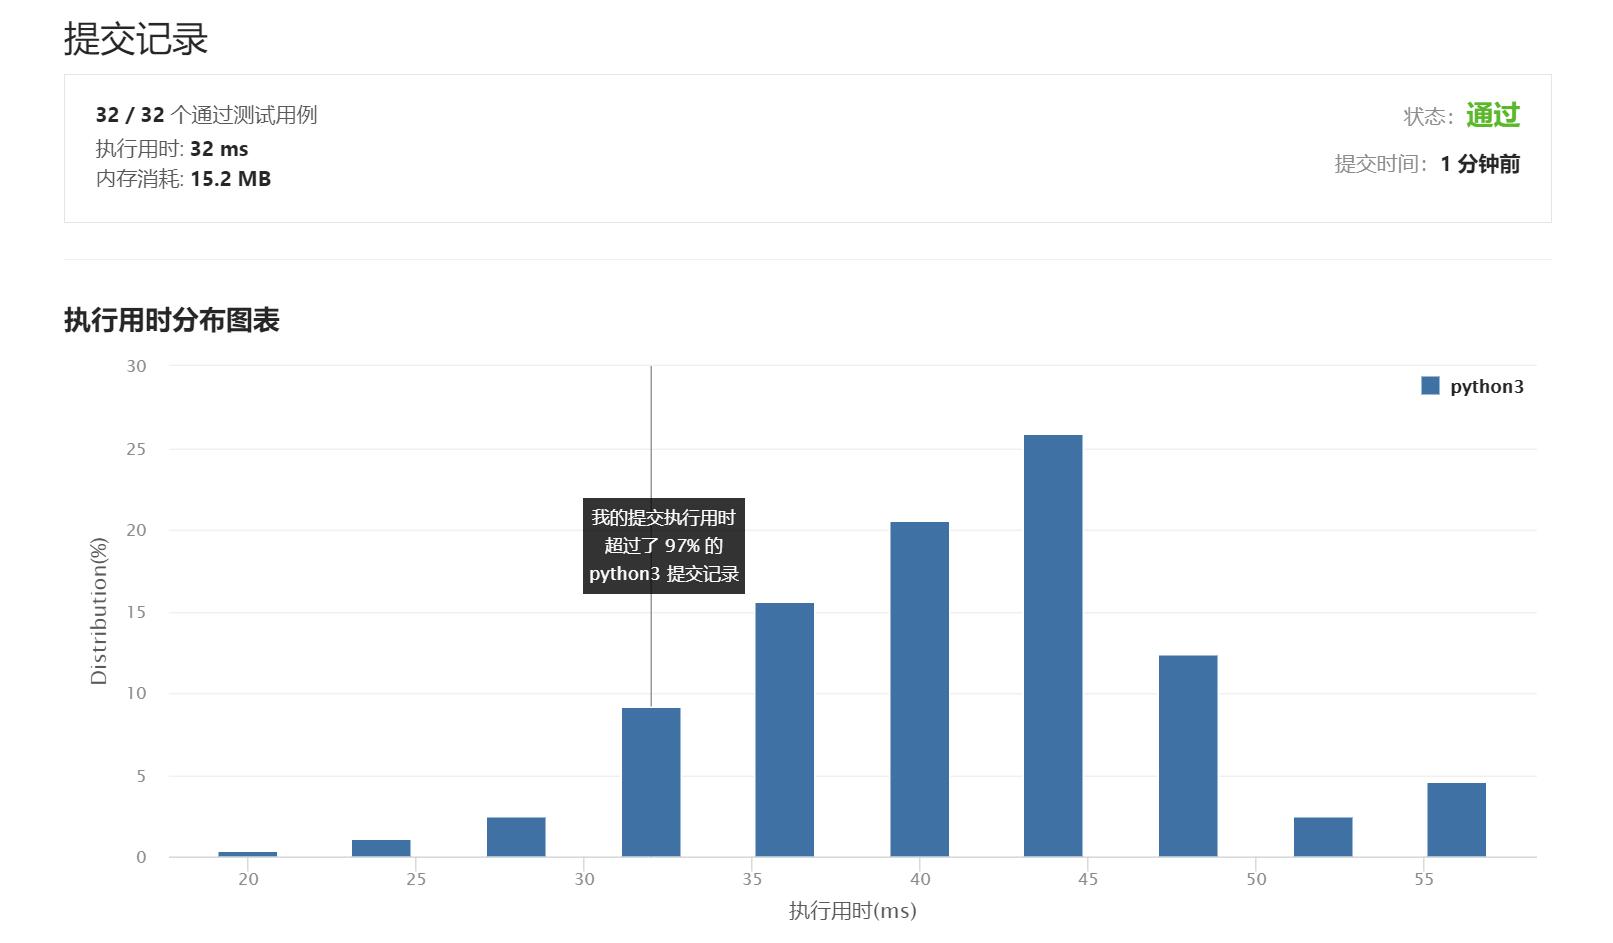 提交记录
32 / 32 个通过测试用例
状态：通过
执行用时: 32 ms
提交时间：1 分钟前
内存消耗: 15.2 MB
执行用时分布图表
30
python3
25
我的提交执行用时
超过了 97% 的
python3 提交记录
20
15
10
5
0
Distribution(%)
20 25 30 35 40 45 50 55
执行用时(ms)